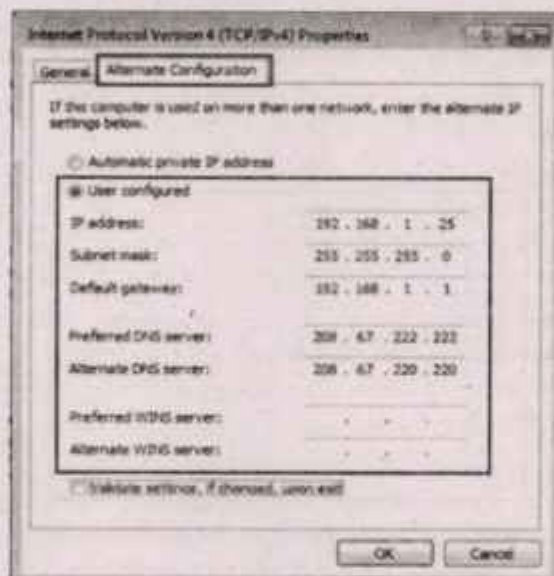 Internet Protocol Version 4 (TCP/IPv4) Properties
General Alternate Configuration
If this computer is used on more than one network, enter the alternate IP
settings below.
Automatic private IP address
User configured
IP address: 192 . 168 . 1 . 25
Subnet mask: 255 . 255 . 255 . 0
Default gateway: 192 . 168 . 1 . 1
Preferred DNS server: 208 . 67 . 222 . 222
Alternate DNS server: 208 . 67 . 220 . 220
Preferred WINS server: . . .
Alternate WINS server: . . .
Validate settings, if changed, upon exit
OK Cancel